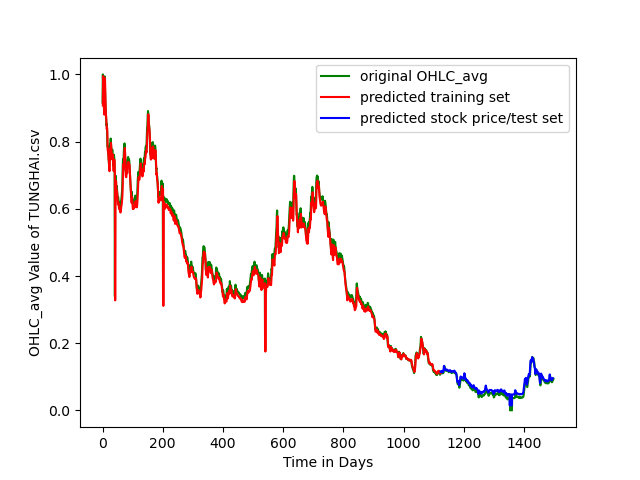 original OHLC_avg
predicted training set
predicted stock price/test set
OHLC_avg Value of TUNGHAI.csv
1.0
0.8
0.6
0.4
0.2
0.0
0 200 400 600 800 1000 1200 1400
Time in Days